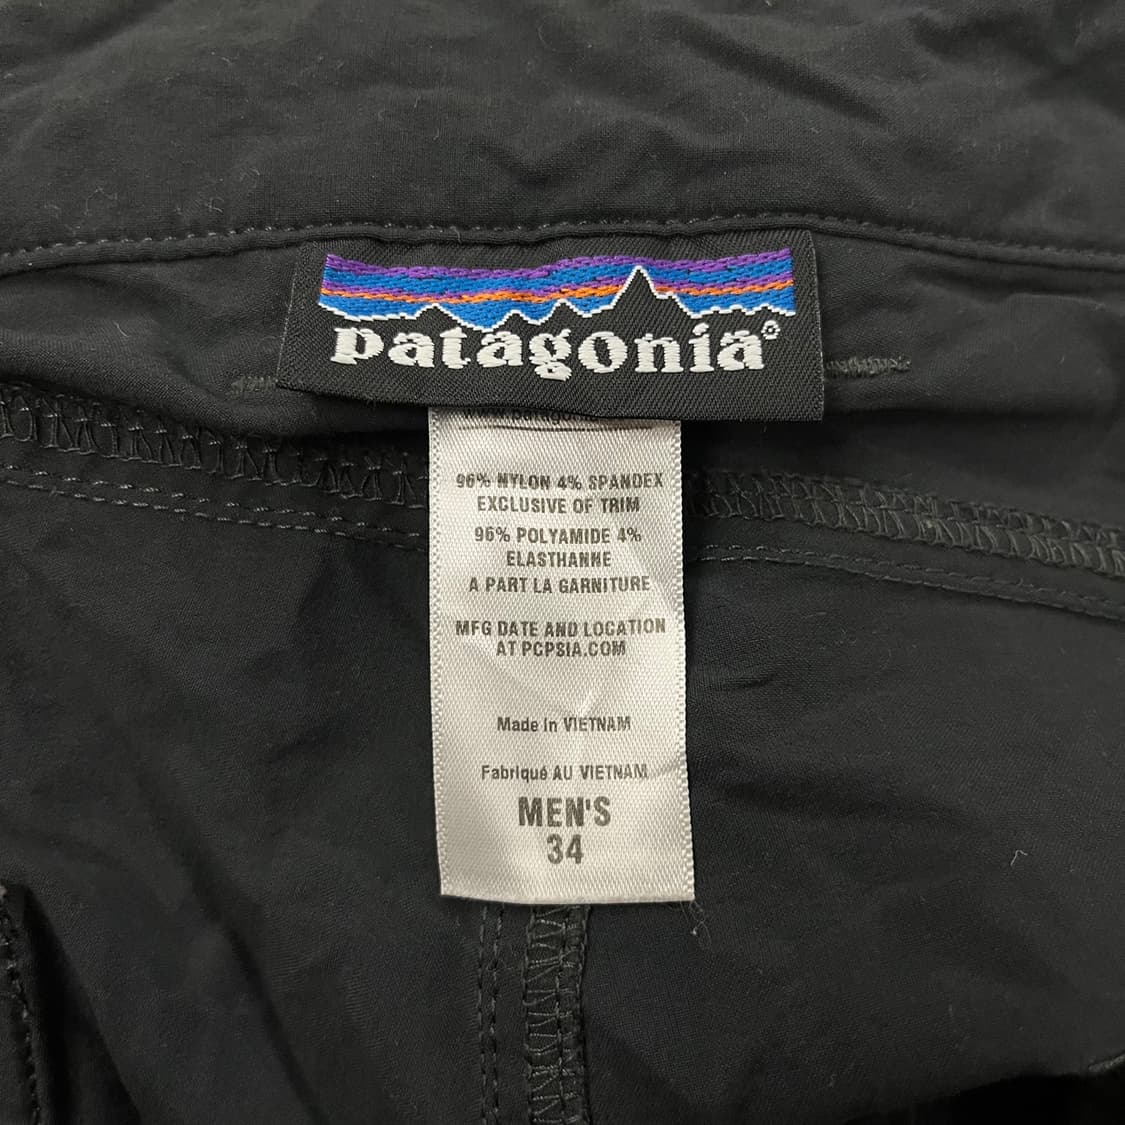 patagonia®
96% NYLON 4% SPANDEX
EXCLUSIVE OF TRIM
96% POLYAMIDE 4%
ELASTHANNE
A PART LA GARNITURE
MFG DATE AND LOCATION
AT PCPSIA.COM
Made in VIETNAM
Fabriqué AU VIETNAM
MEN'S
34